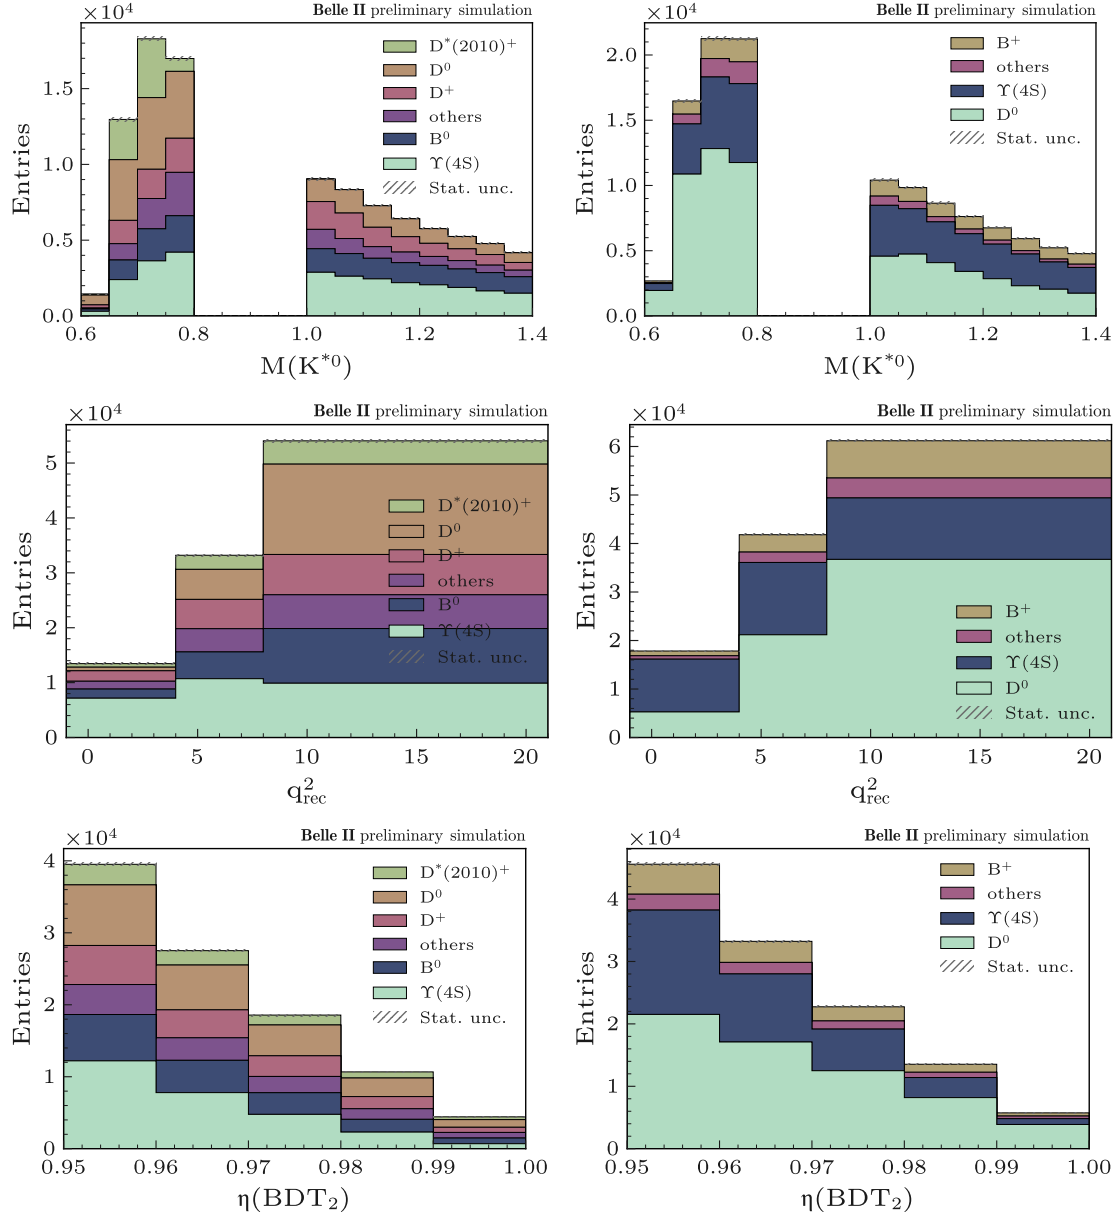 ×10⁴
Belle II preliminary simulation
Entries
1.5
1.0
0.5
0.0
D*(2010)⁺
D⁰
D⁺
others
B⁰
ϒ(4S)
Stat. unc.
0.6 0.8 1.0 1.2 1.4
M(K*⁰)
×10⁴
Belle II preliminary simulation
Entries
2.0
1.5
1.0
0.5
0.0
B⁺
others
ϒ(4S)
D⁰
Stat. unc.
0.6 0.8 1.0 1.2 1.4
M(K*⁰)
×10⁴
Belle II preliminary simulation
Entries
5
4
3
2
1
0
D*(2010)⁺
D⁰
D⁺
others
B⁰
ϒ(4S)
Stat. unc.
0 5 10 15 20
q²rec
×10⁴
Belle II preliminary simulation
Entries
6
5
4
3
2
1
0
B⁺
others
ϒ(4S)
D⁰
Stat. unc.
0 5 10 15 20
q²rec
×10⁴
Belle II preliminary simulation
Entries
4
3
2
1
0
D*(2010)⁺
D⁰
D⁺
others
B⁰
ϒ(4S)
Stat. unc.
0.95 0.96 0.97 0.98 0.99 1.00
η(BDT₂)
×10⁴
Belle II preliminary simulation
Entries
4
3
2
1
0
B⁺
others
ϒ(4S)
D⁰
Stat. unc.
0.95 0.96 0.97 0.98 0.99 1.00
η(BDT₂)